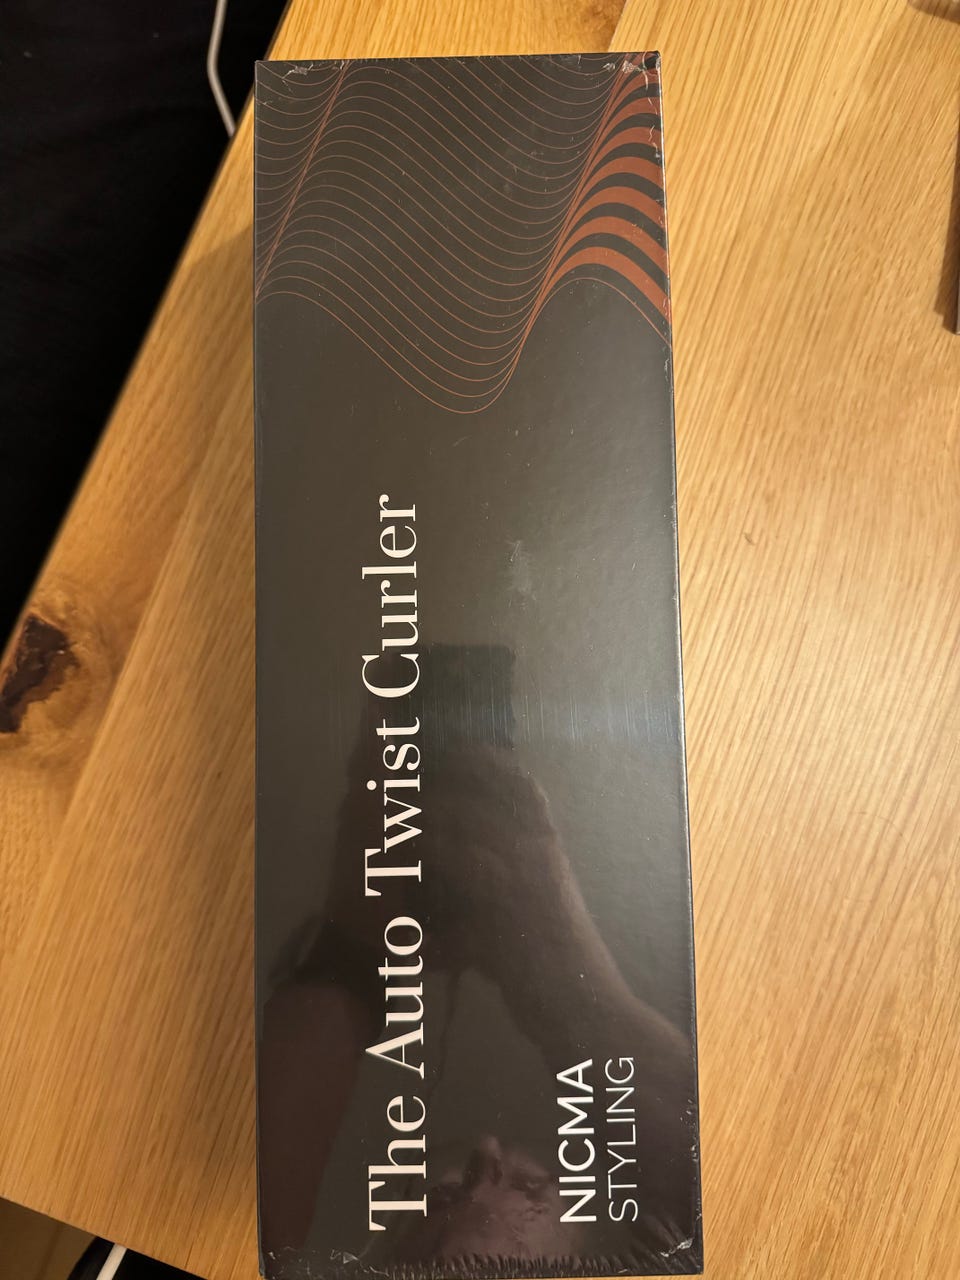 The Auto Twist Curler
NICMA
STYLING